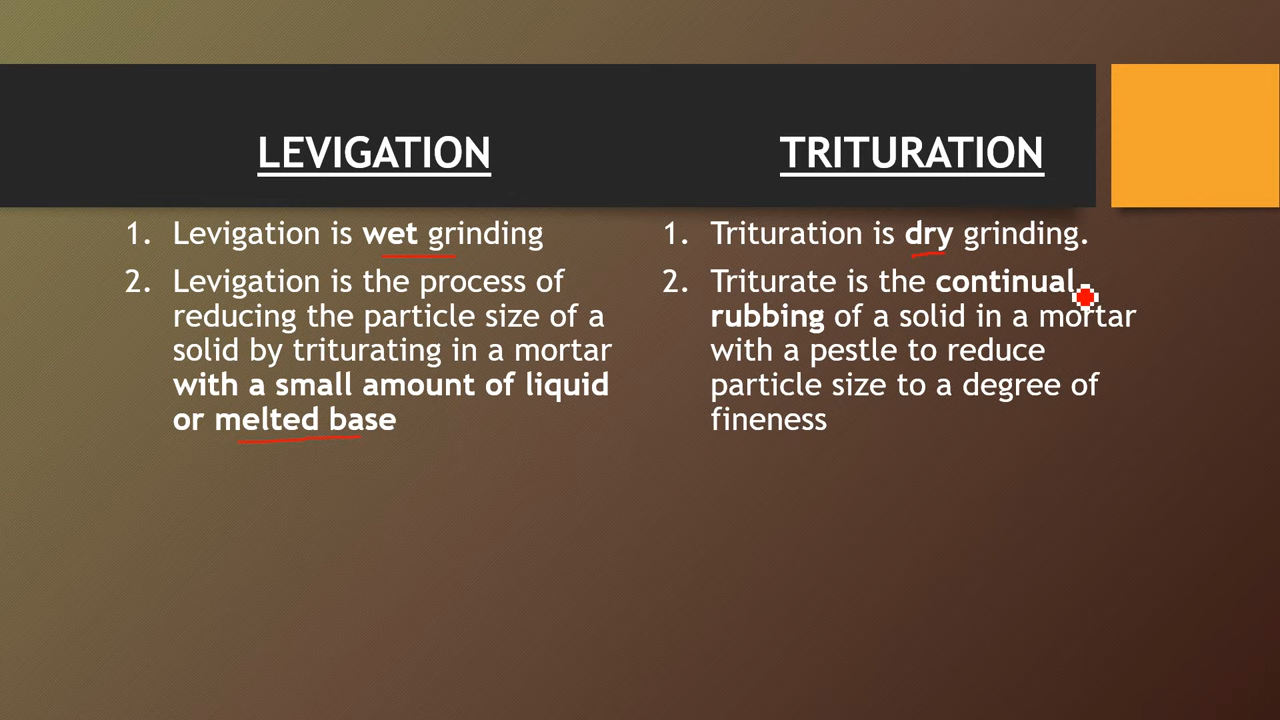 LEVIGATION
TRITURATION
1. Levigation is wet grinding
2. Levigation is the process of
reducing the particle size of a
solid by triturating in a mortar
with a small amount of liquid
or melted base
1. Trituration is dry grinding.
2. Triturate is the continual
rubbing of a solid in a mortar
with a pestle to reduce
particle size to a degree of
fineness